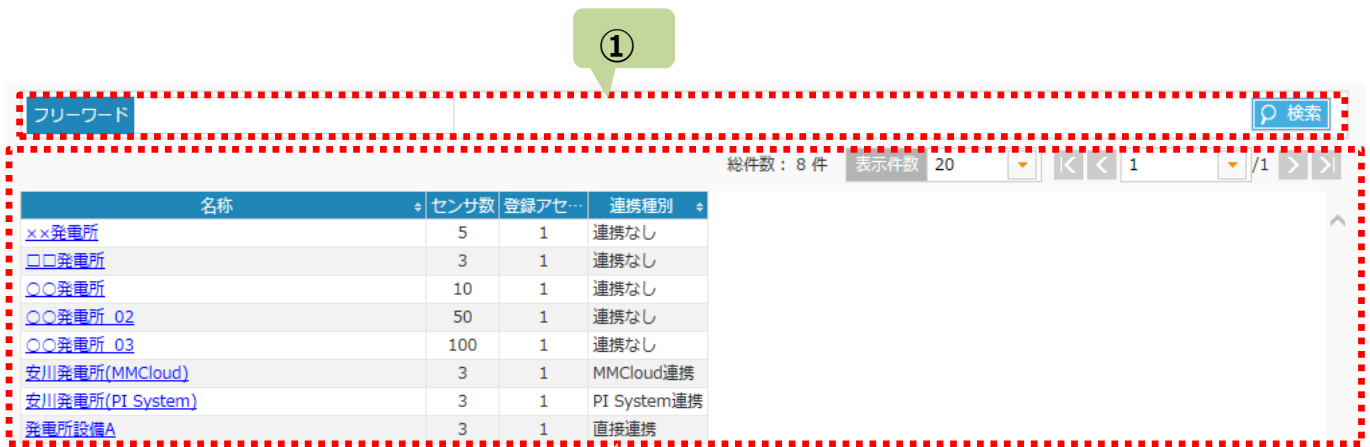 ①
フリーワード 検索
総件数： 8 件 表示件数 20 1 /1
名称 センサ数 登録アセ… 連携種別
××発電所 5 1 連携なし
□□発電所 3 1 連携なし
○○発電所 10 1 連携なし
○○発電所_02 50 1 連携なし
○○発電所_03 100 1 連携なし
安川発電所(MMCloud) 3 1 MMCloud連携
安川発電所(PI System) 3 1 PI System連携
発電所設備A 3 1 直接連携